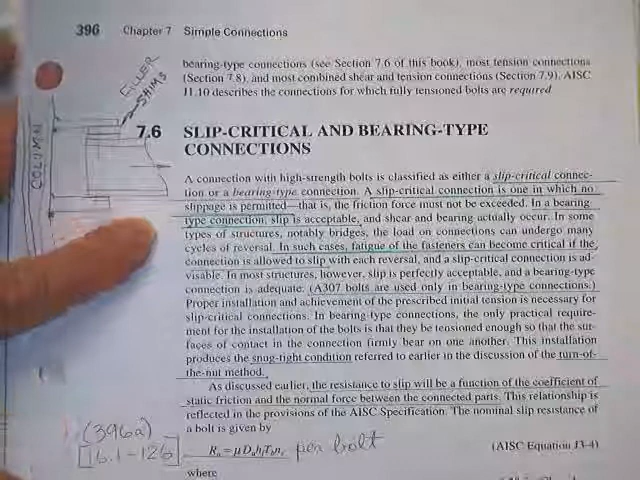 396 Chapter 7 Simple Connections
bearing-type connections (see Section 7.6 of this book), most tension connections
(Section 7.8), and most combined shear and tension connections (Section 7.9). AISC
J1.10 describes the connections for which fully tensioned bolts are required.
FILLER
SHIMS
COLUMN
7.6 SLIP-CRITICAL AND BEARING-TYPE
CONNECTIONS
A connection with high-strength bolts is classified as either a slip-critical connec-
tion or a bearing-type connection. A slip-critical connection is one in which no
slippage is permitted—that is, the friction force must not be exceeded. In a bearing-
type connection, slip is acceptable, and shear and bearing actually occur. In some
types of structures, notably bridges, the load on connections can undergo many
cycles of reversal. In such cases, fatigue of the fasteners can become critical if the
connection is allowed to slip with each reversal, and a slip-critical connection is ad-
visable. In most structures, however, slip is perfectly acceptable, and a bearing-type
connection is adequate. (A307 bolts are used only in bearing-type connections.)
Proper installation and achievement of the prescribed initial tension is necessary for
slip-critical connections. In bearing-type connections, the only practical require-
ment for the installation of the bolts is that they be tensioned enough so that the sur-
faces of contact in the connection firmly bear on one another. This installation
produces the snug-tight condition referred to earlier in the discussion of the turn-of-
the-nut method.
As discussed earlier, the resistance to slip will be a function of the coefficient of
static friction and the normal force between the connected parts. This relationship is
reflected in the provisions of the AISC Specification. The nominal slip resistance of
a bolt is given by
(396a)
[16.1-126] Rn = μDuhfTbns per bolt (AISC Equation J3-4)
where